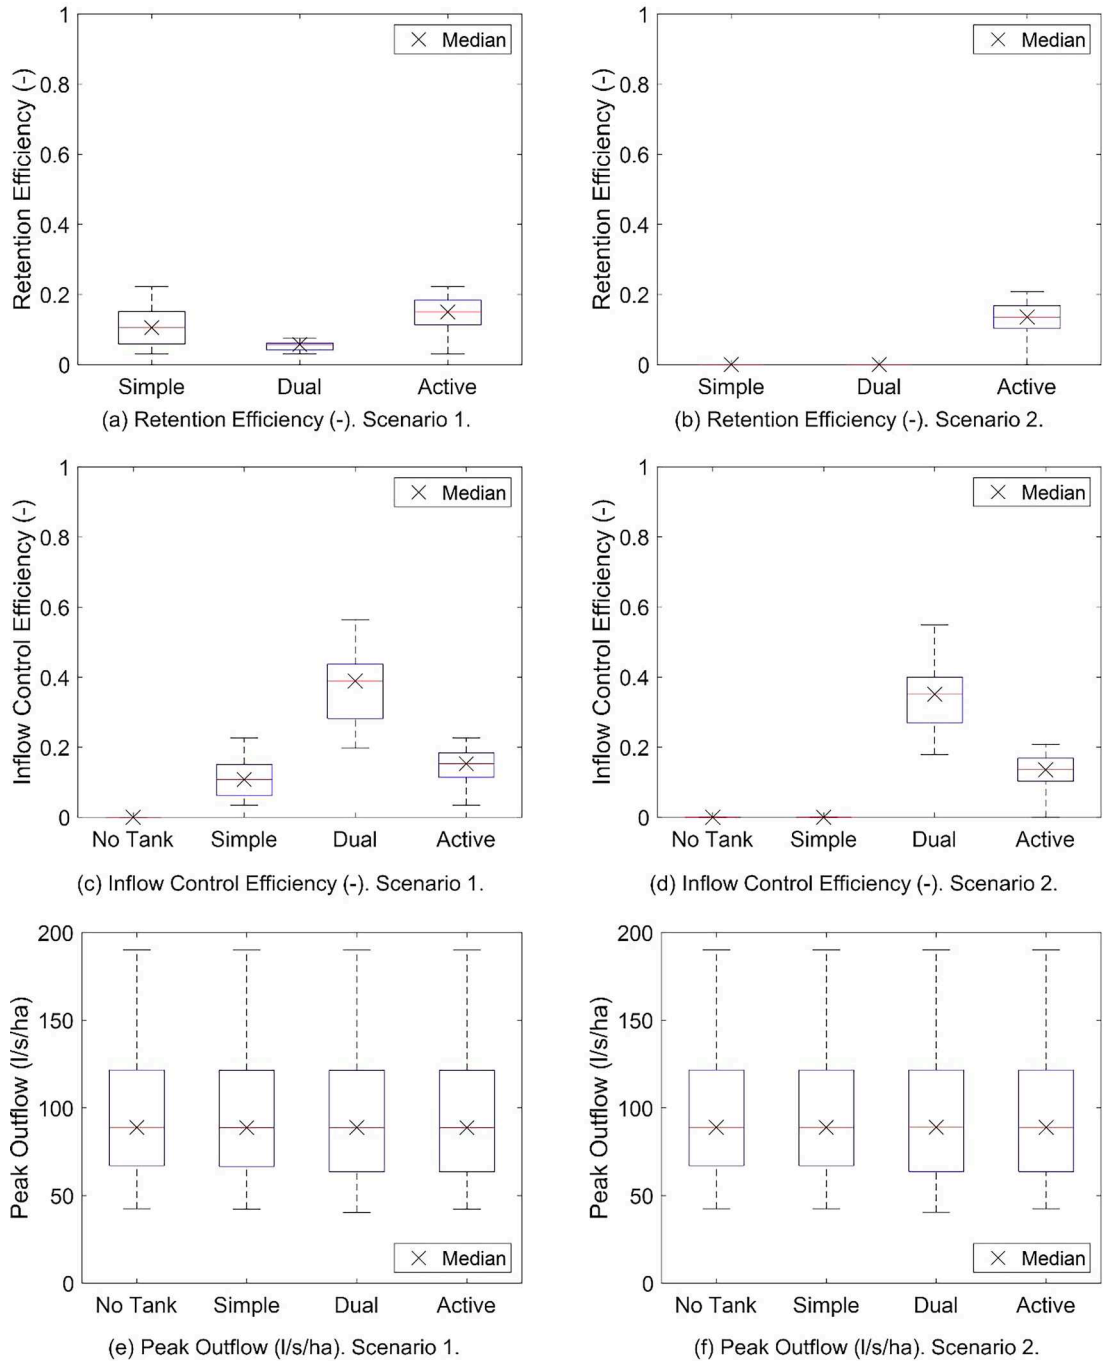 1
Median
0.8
0.6
0.4
0.2
0
Retention Efficiency (-)
Simple Dual Active
(a) Retention Efficiency (-). Scenario 1.
1
Median
0.8
0.6
0.4
0.2
0
Retention Efficiency (-)
Simple Dual Active
(b) Retention Efficiency (-). Scenario 2.
1
Median
0.8
0.6
0.4
0.2
0
Inflow Control Efficiency (-)
No Tank Simple Dual Active
(c) Inflow Control Efficiency (-). Scenario 1.
1
Median
0.8
0.6
0.4
0.2
0
Inflow Control Efficiency (-)
No Tank Simple Dual Active
(d) Inflow Control Efficiency (-). Scenario 2.
200
150
100
50
0
Peak Outflow (l/s/ha)
Median
No Tank Simple Dual Active
(e) Peak Outflow (l/s/ha). Scenario 1.
200
150
100
50
0
Peak Outflow (l/s/ha)
Median
No Tank Simple Dual Active
(f) Peak Outflow (l/s/ha). Scenario 2.